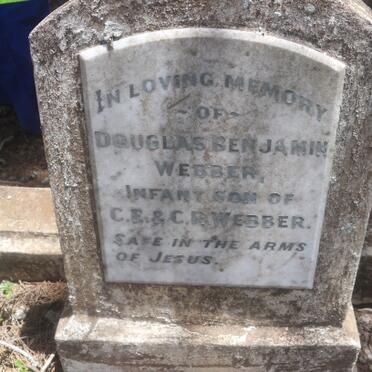 IN LOVING MEMORY
~ OF ~
DOUGLAS BENJAMIN
WEBBER,
INFANT SON OF
C.E. & C.R. WEBBER.
SAFE IN THE ARMS
OF JESUS.